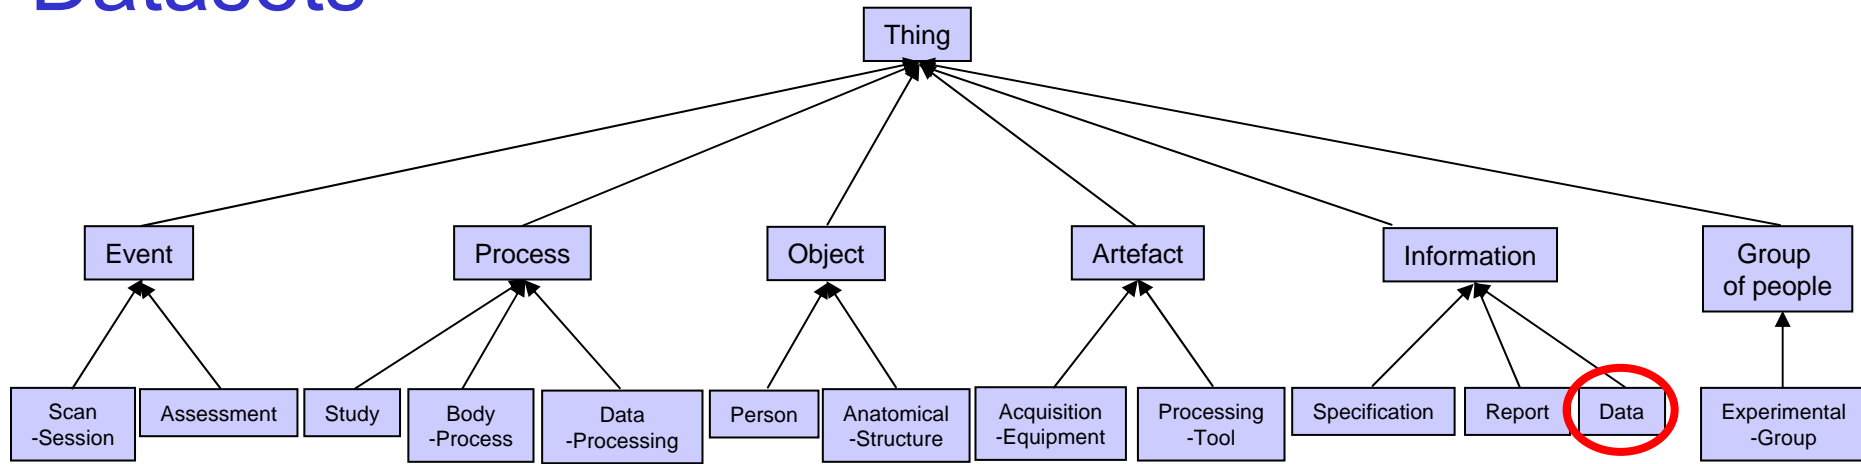 Datasets
Thing
Event
Process
Object
Artefact
Information
Group
of people
Scan
-Session
Assessment
Study
Body
-Process
Data
-Processing
Person
Anatomical
-Structure
Acquisition
-Equipment
Processing
-Tool
Specification
Report
Data
Experimental
-Group